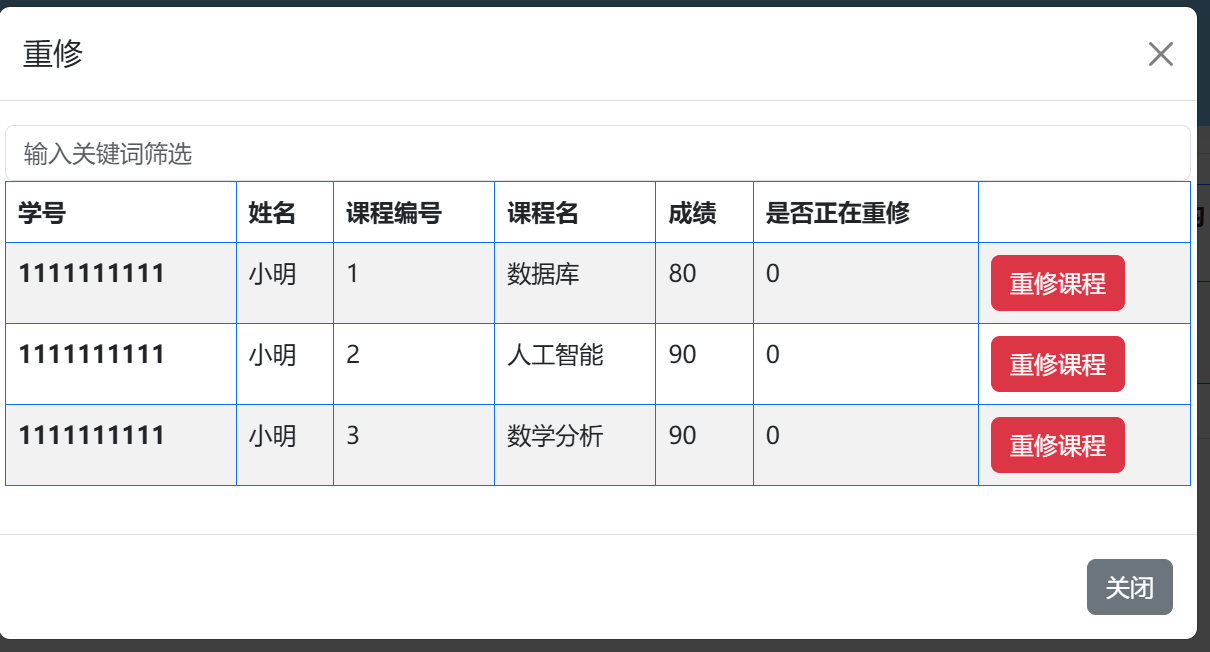 重修
输入关键词筛选
学号 姓名 课程编号 课程名 成绩 是否正在重修
1111111111 小明 1 数据库 80 0 重修课程
1111111111 小明 2 人工智能 90 0 重修课程
1111111111 小明 3 数学分析 90 0 重修课程
关闭